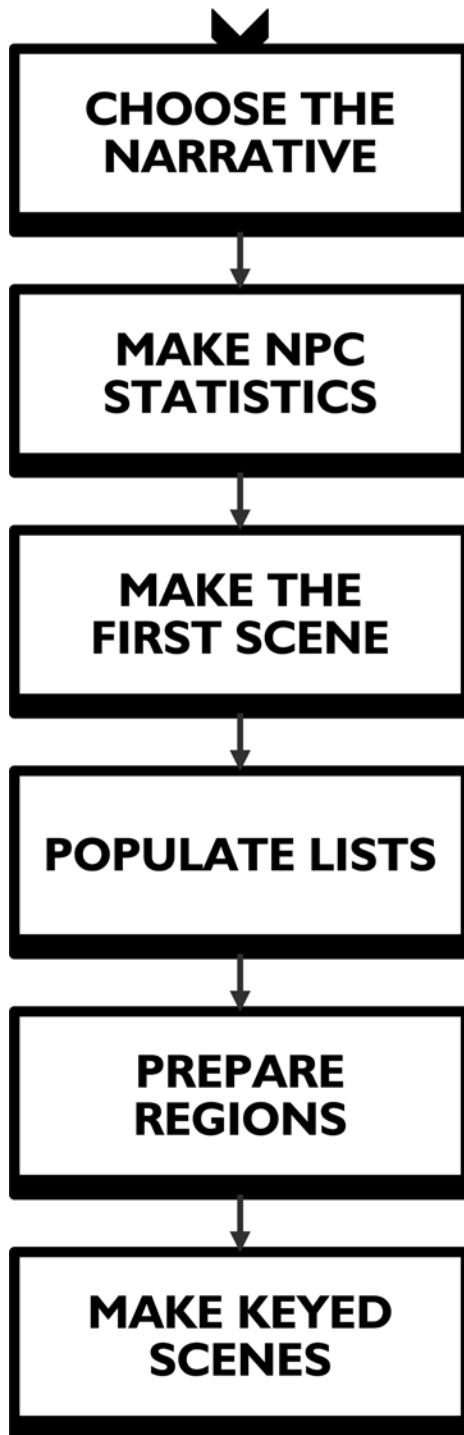 CHOOSE THE
NARRATIVE
MAKE NPC
STATISTICS
MAKE THE
FIRST SCENE
POPULATE LISTS
PREPARE
REGIONS
MAKE KEYED
SCENES